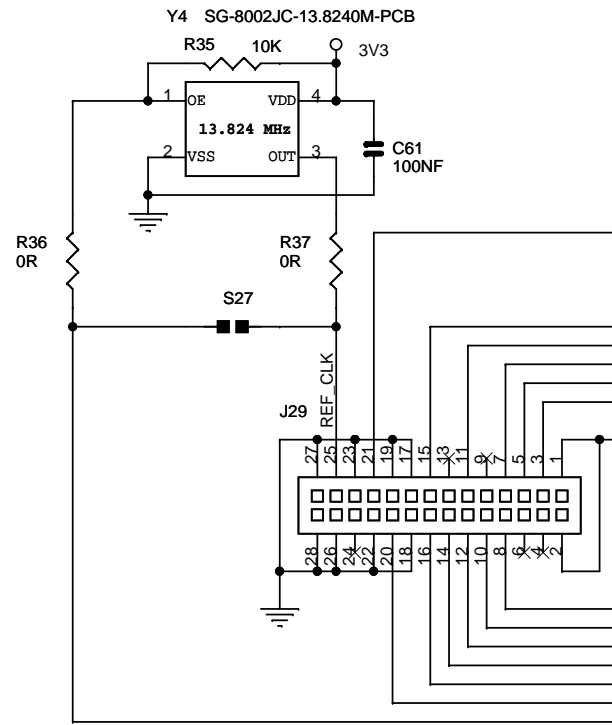 Y4 SG-8002JC-13.8240M-PCB
R35 10K
3V3
1 OE VDD 4
13.824 MHz
2 VSS OUT 3
C61
100NF
R36
0R
R37
0R
S27
REF_CLK
J29
27 25 23 21 19 17 15 13 11 9 7 5 3 1
28 26 24 22 20 18 16 14 12 10 8 6 4 2